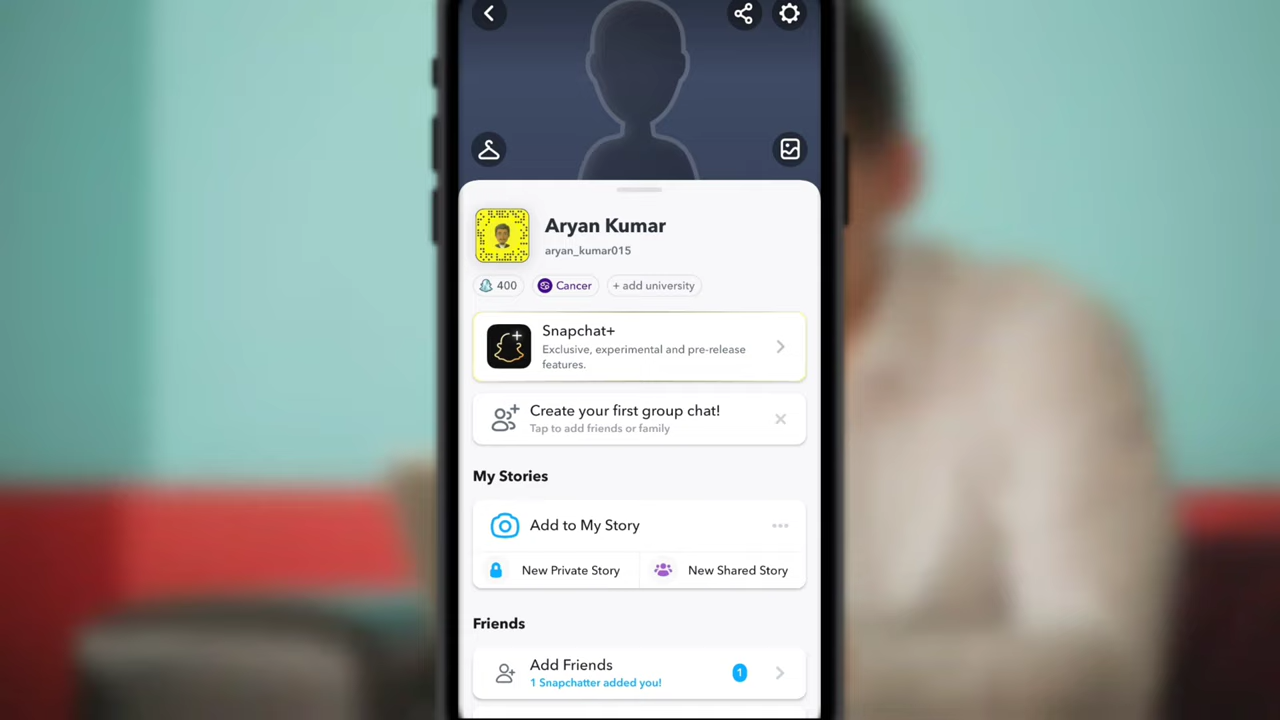 Aryan Kumar
aryan_kumar015
400
Cancer
+ add university
Snapchat+
Exclusive, experimental and pre-release
features.
Create your first group chat!
Tap to add friends or family
My Stories
Add to My Story
New Private Story
New Shared Story
Friends
Add Friends
1 Snapchatter added you!
1